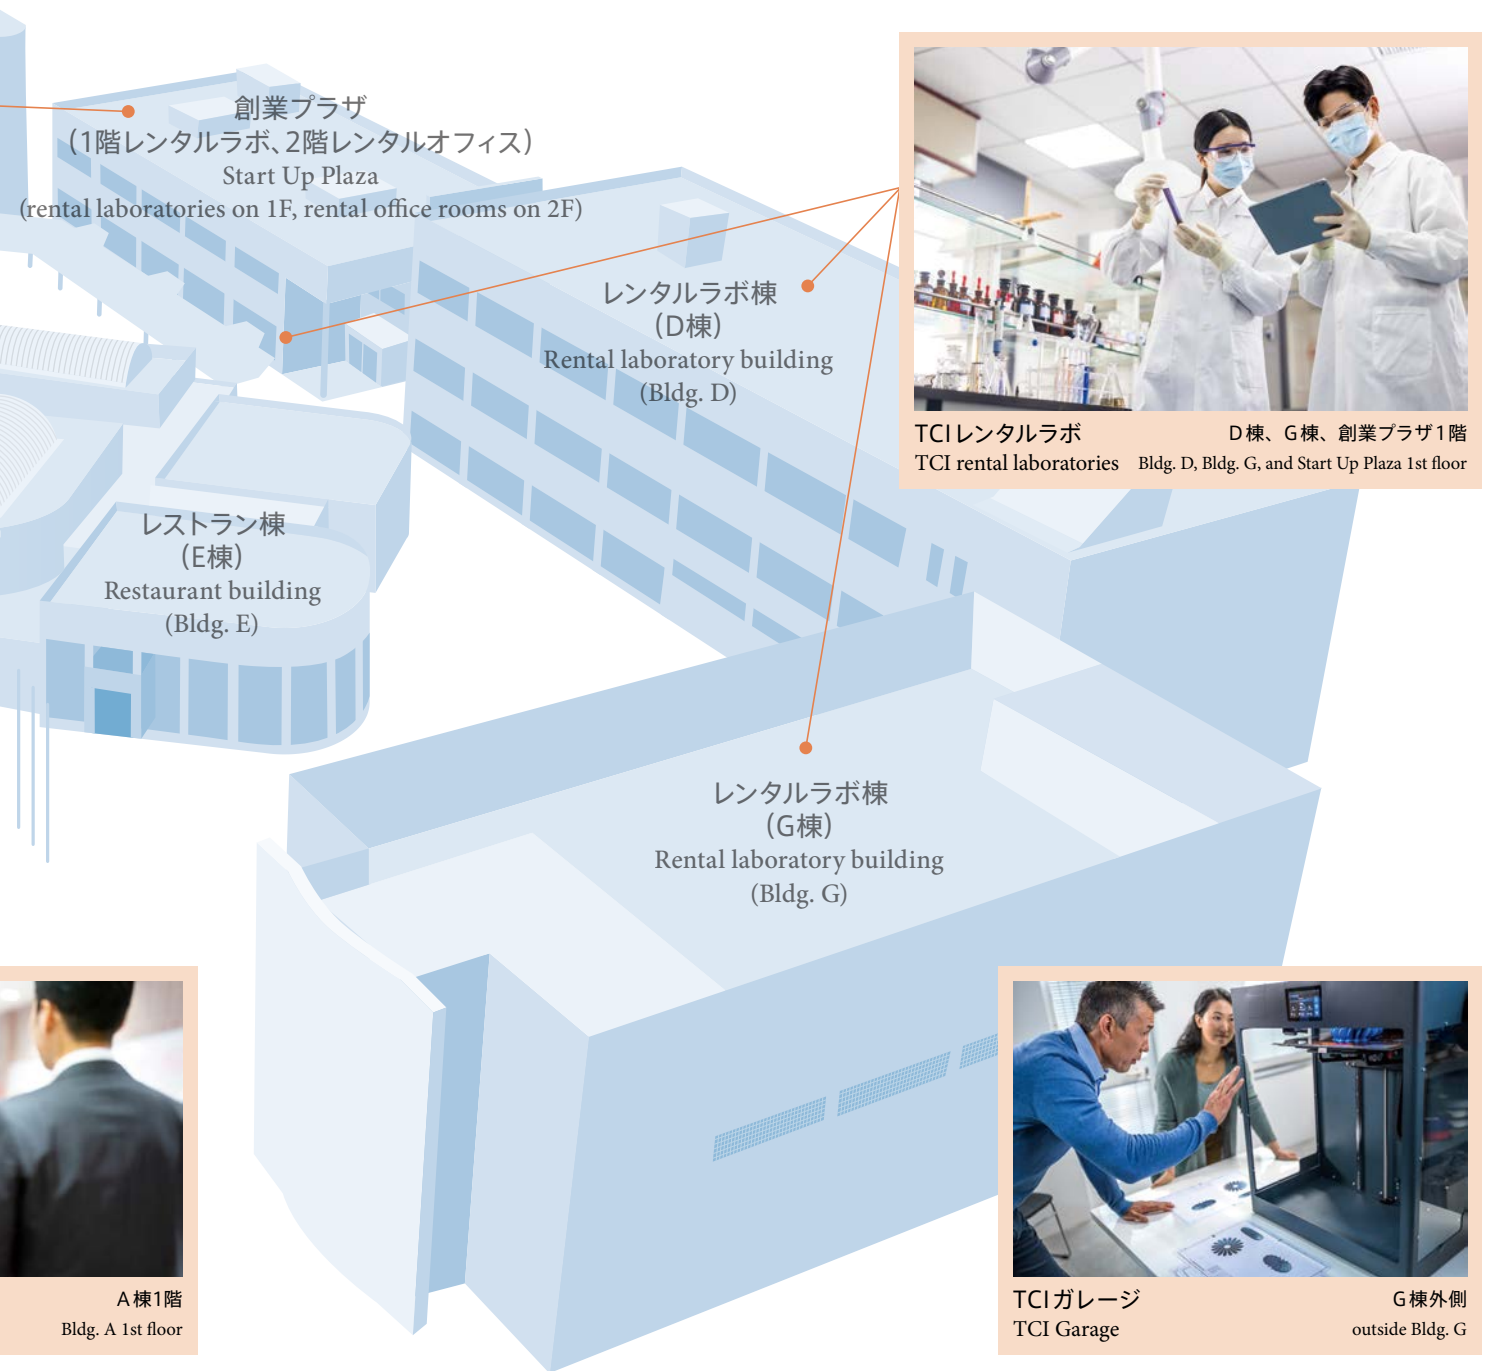 創業プラザ
（1階レンタルラボ、2階レンタルオフィス）
Start Up Plaza
(rental laboratories on 1F, rental office rooms on 2F)
レンタルラボ棟
（D棟）
Rental laboratory building
(Bldg. D)
TCIレンタルラボ
D棟、G棟、創業プラザ1階
TCI rental laboratories
Bldg. D, Bldg. G, and Start Up Plaza 1st floor
レストラン棟
（E棟）
Restaurant building
(Bldg. E)
レンタルラボ棟
（G棟）
Rental laboratory building
(Bldg. G)
A棟1階
Bldg. A 1st floor
TCIガレージ
G棟外側
TCI Garage
outside Bldg. G